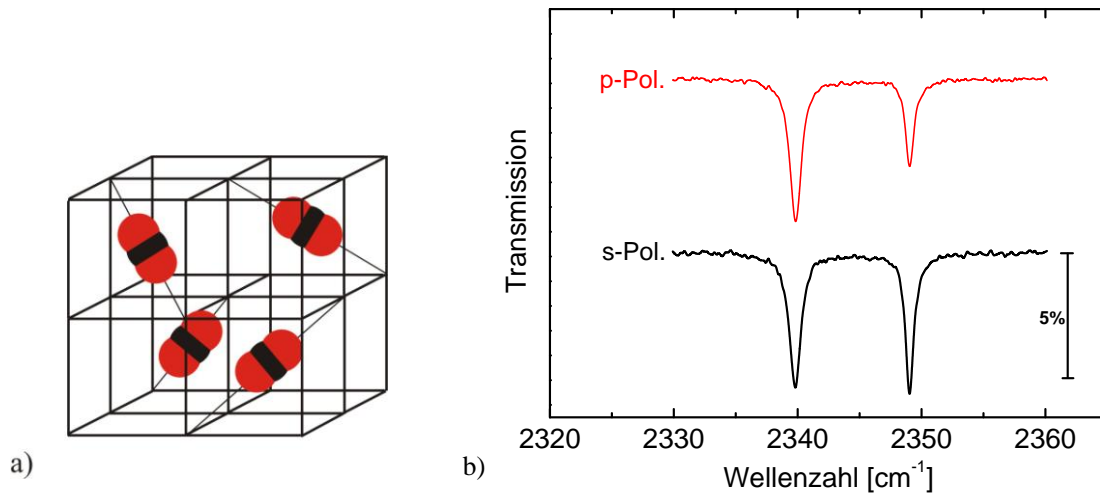 a)
b)
p-Pol.
s-Pol.
5%
Transmission
2320 2330 2340 2350 2360
Wellenzahl [cm⁻¹]